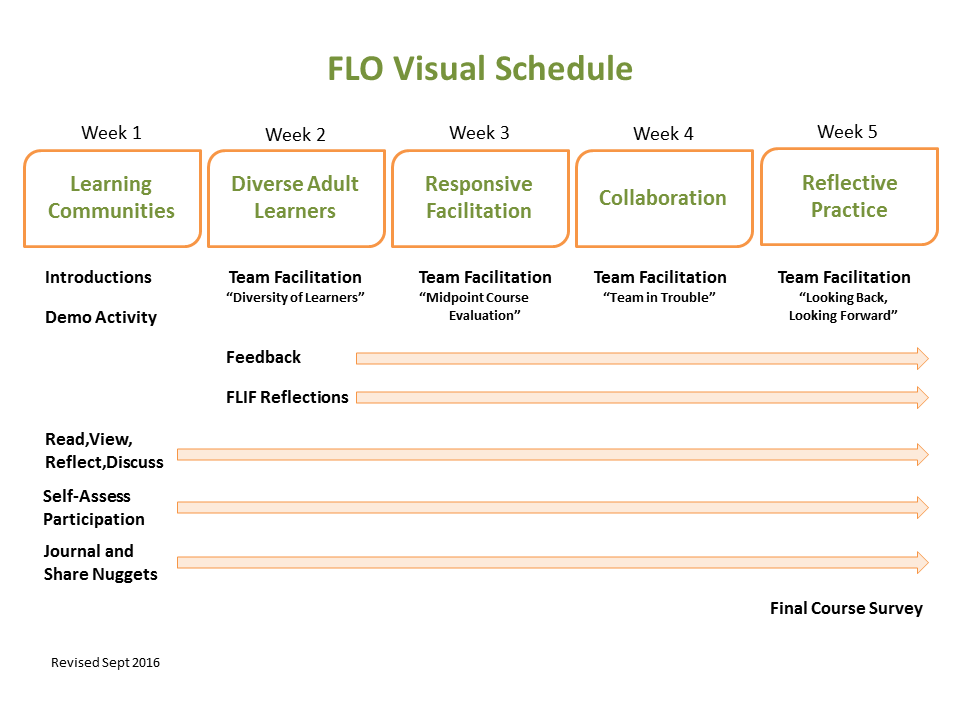 FLO Visual Schedule
Week 1
Week 2
Week 3
Week 4
Week 5
Learning
Communities
Diverse Adult
Learners
Responsive
Facilitation
Collaboration
Reflective
Practice
Introductions
Demo Activity
Team Facilitation
“Diversity of Learners”
Team Facilitation
“Midpoint Course
Evaluation”
Team Facilitation
“Team in Trouble”
Team Facilitation
“Looking Back,
Looking Forward”
Feedback
FLIF Reflections
Read,View,
Reflect,Discuss
Self-Assess
Participation
Journal and
Share Nuggets
Final Course Survey
Revised Sept 2016